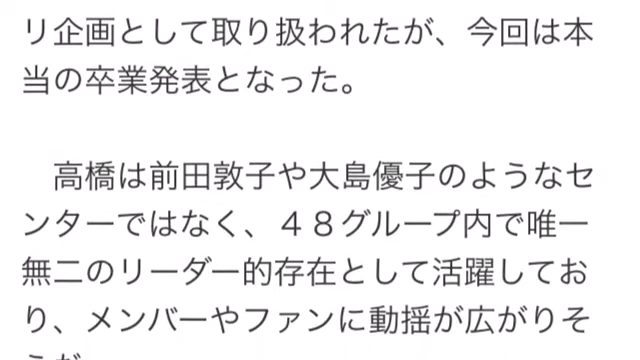 リ企画として取り扱われたが、今回は本
当の卒業発表となった。
　高橋は前田敦子や大島優子のようなセ
ンターではなく、４８グループ内で唯一
無二のリーダー的存在として活躍してお
り、メンバーやファンに動揺が広がりそ